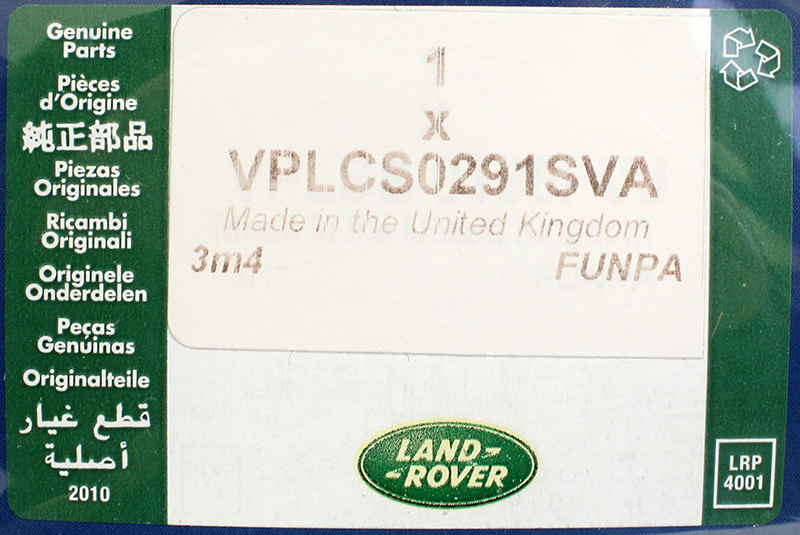 Genuine
Parts
Pièces
d'Origine
純正部品
Piezas
Originales
Ricambi
Originali
Originele
Onderdelen
Peças
Genuínas
Originalteile
قطع غيار
أصلية
2010
1
x
VPLCS0291SVA
Made in the United Kingdom
3m4 FUNPA
LAND-
-ROVER
LRP
4001